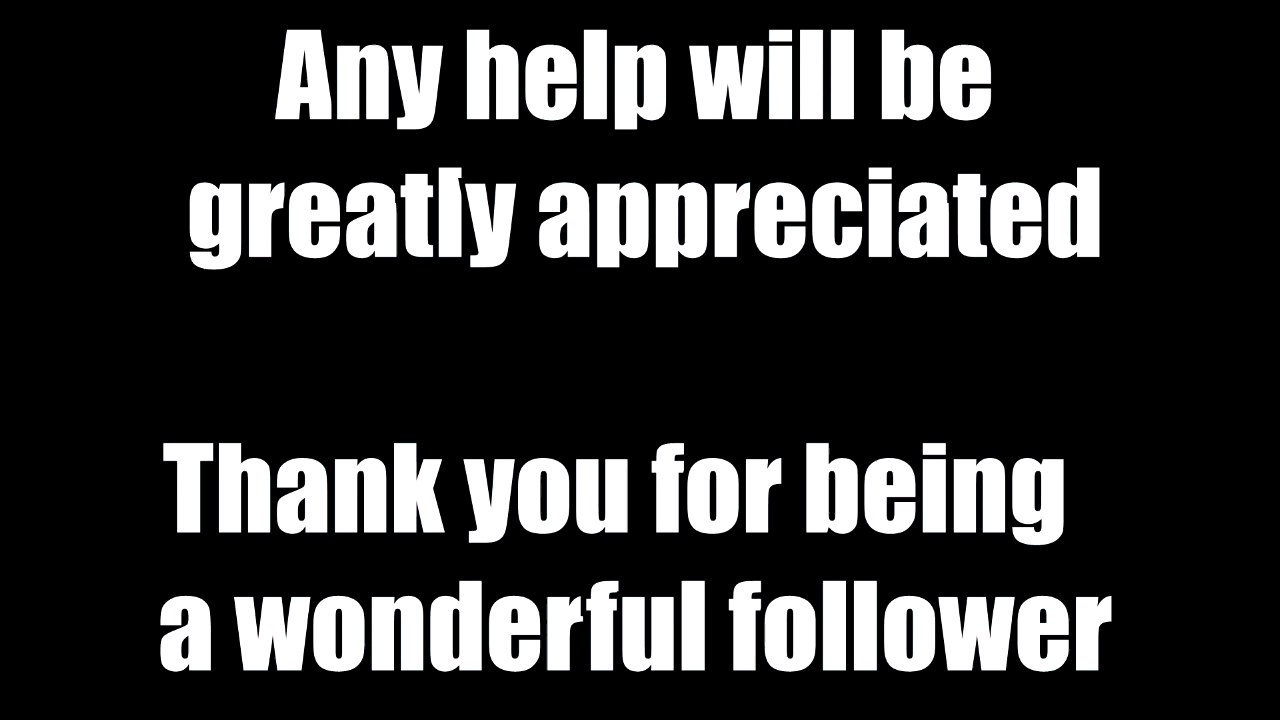 Any help will be
greatly appreciated
Thank you for being
a wonderful follower